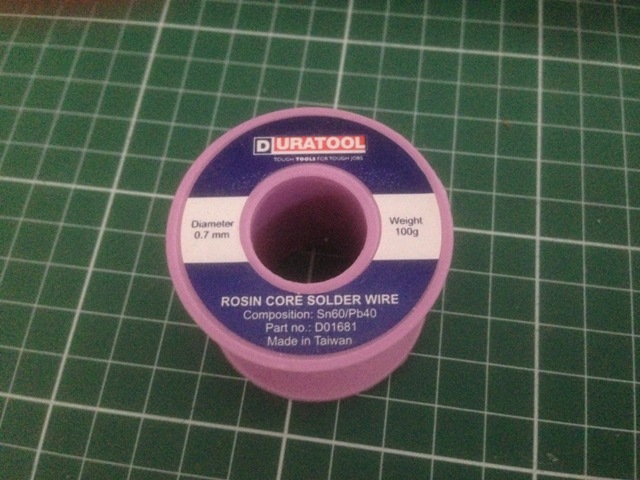 DURATOOL
TOUGH TOOLS FOR TOUGH JOBS
Diameter
0.7 mm
Weight
100g
ROSIN CORE SOLDER WIRE
Composition: Sn60/Pb40
Part no.: D01681
Made in Taiwan